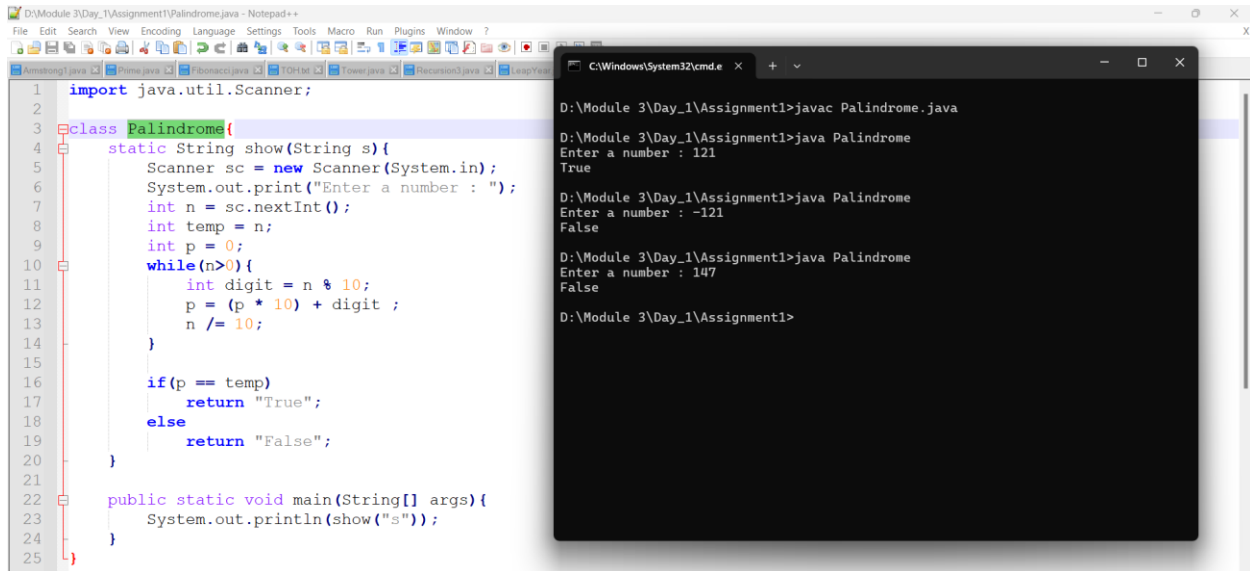 D:\Module 3\Day_1\Assignment1\Palindrome.java - Notepad++
File Edit Search View Encoding Language Settings Tools Macro Run Plugins Window ? X
Armstrong1.java Prime.java Fibonacci.java TOH.txt Tower.java Recursion3.java LeapYear
1 import java.util.Scanner;
2
3 class Palindrome{
4 static String show(String s){
5 Scanner sc = new Scanner(System.in);
6 System.out.print("Enter a number : ");
7 int n = sc.nextInt();
8 int temp = n;
9 int p = 0;
10 while(n>0){
11 int digit = n % 10;
12 p = (p * 10) + digit ;
13 n /= 10;
14 }
15
16 if(p == temp)
17 return "True";
18 else
19 return "False";
20 }
21
22 public static void main(String[] args){
23 System.out.println(show("s"));
24 }
25 }
C:\Windows\System32\cmd.e
D:\Module 3\Day_1\Assignment1>javac Palindrome.java
D:\Module 3\Day_1\Assignment1>java Palindrome
Enter a number : 121
True
D:\Module 3\Day_1\Assignment1>java Palindrome
Enter a number : -121
False
D:\Module 3\Day_1\Assignment1>java Palindrome
Enter a number : 147
False
D:\Module 3\Day_1\Assignment1>